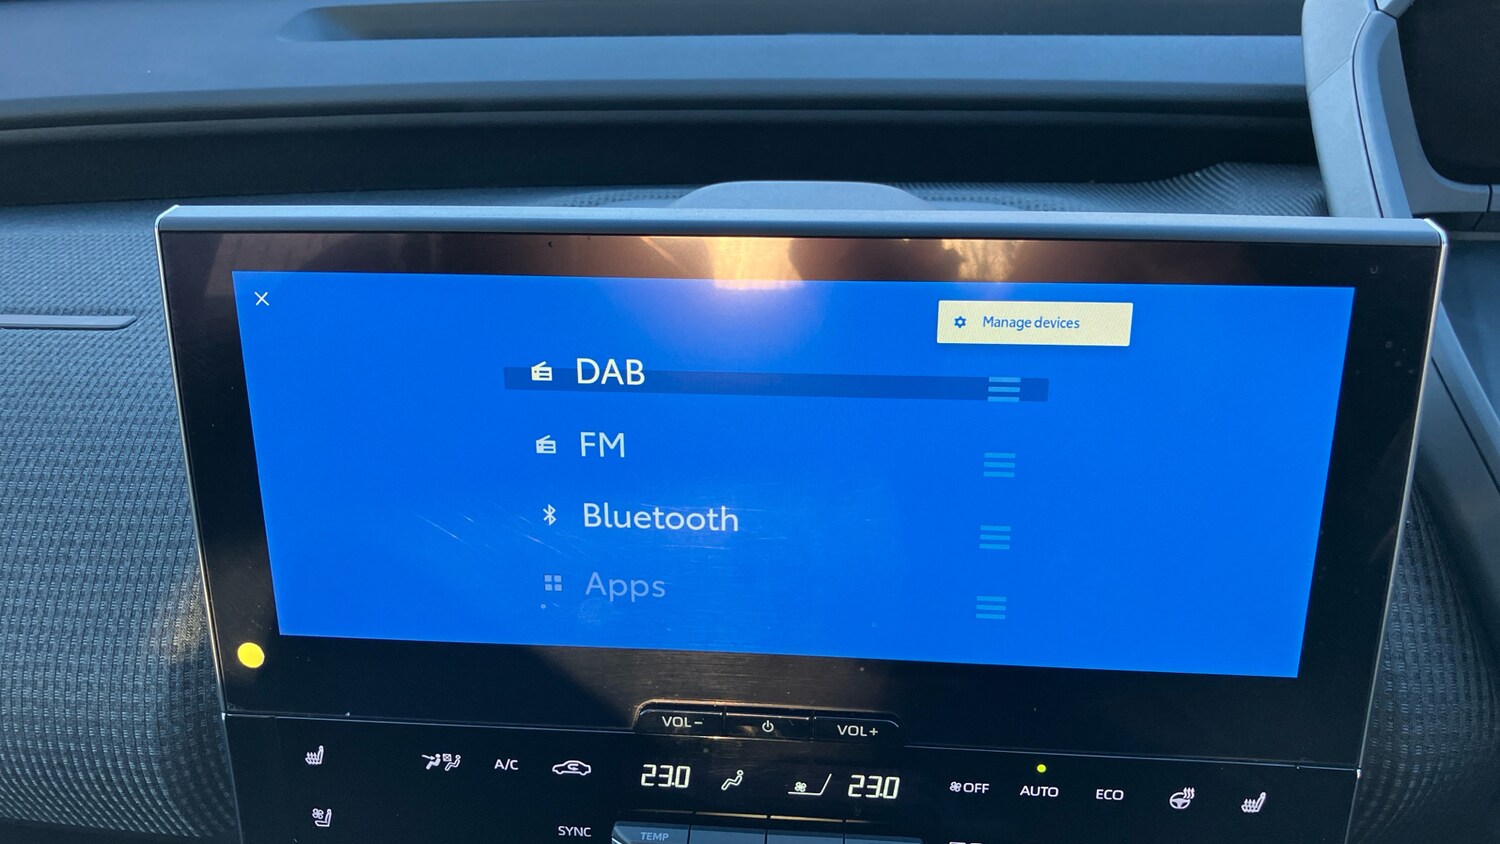 Manage devices
DAB
FM
Bluetooth
Apps
VOL- VOL+
A/C 23.0 23.0 OFF AUTO ECO
SYNC TEMP